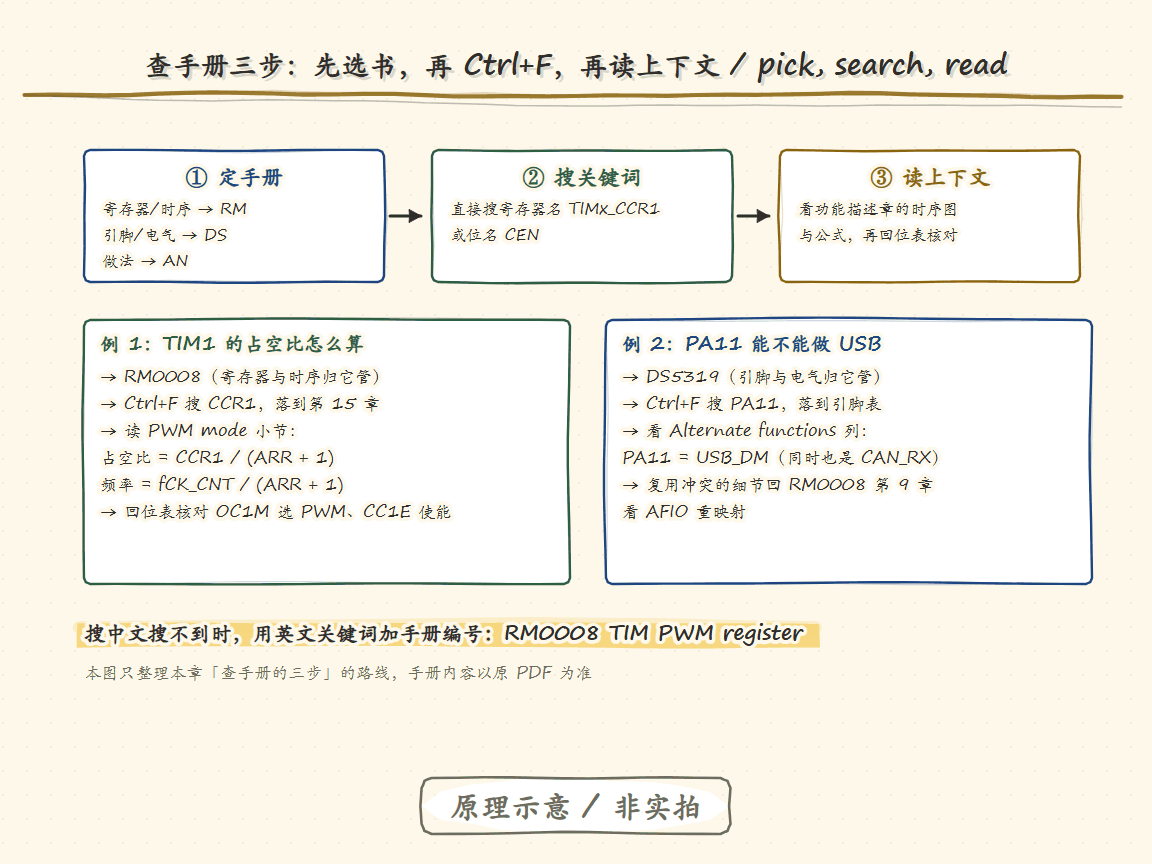 查手册三步：先选书，再 Ctrl+F，再读上下文 / pick, search, read
① 定手册
寄存器/时序 → RM
引脚/电气 → DS
做法 → AN
② 搜关键词
直接搜寄存器名 TIMx_CCR1
或位名 CEN
③ 读上下文
看功能描述章的时序图
与公式，再回位表核对
例 1：TIM1 的占空比怎么算
→ RM0008（寄存器与时序归它管）
→ Ctrl+F 搜 CCR1，落到第 15 章
→ 读 PWM mode 小节：
占空比 = CCR1 / (ARR + 1)
频率 = fCK_CNT / (ARR + 1)
→ 回位表核对 OC1M 选 PWM、CC1E 使能
例 2：PA11 能不能做 USB
→ DS5319（引脚与电气归它管）
→ Ctrl+F 搜 PA11，落到引脚表
→ 看 Alternate functions 列：
PA11 = USB_DM（同时也是 CAN_RX）
→ 复用冲突的细节回 RM0008 第 9 章
看 AFIO 重映射
搜中文搜不到时，用英文关键词加手册编号：RM0008 TIM PWM register
本图只整理本章「查手册的三步」的路线，手册内容以原 PDF 为准
原理示意 / 非实拍